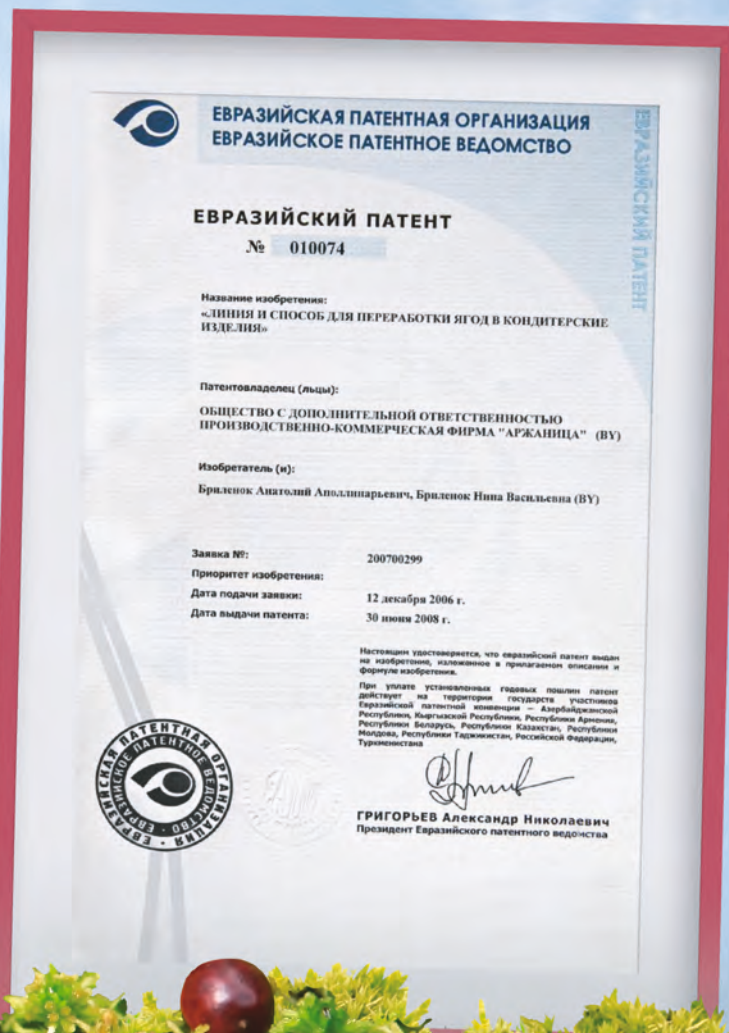 ЕВРАЗИЙСКАЯ ПАТЕНТНАЯ ОРГАНИЗАЦИЯ
ЕВРАЗИЙСКОЕ ПАТЕНТНОЕ ВЕДОМСТВО
ЕВРАЗИЙСКИЙ ПАТЕНТ
ЕВРАЗИЙСКИЙ ПАТЕНТ
№ 010074
Название изобретения:
«ЛИНИЯ И СПОСОБ ДЛЯ ПЕРЕРАБОТКИ ЯГОД В КОНДИТЕРСКИЕ
ИЗДЕЛИЯ»
Патентовладелец (льцы):
ОБЩЕСТВО С ДОПОЛНИТЕЛЬНОЙ ОТВЕТСТВЕННОСТЬЮ
ПРОИЗВОДСТВЕННО-КОММЕРЧЕСКАЯ ФИРМА "АРЖАНИЦА" (BY)
Изобретатель (и):
Бриленок Анатолий Аполлинарьевич, Бриленок Нина Васильевна (BY)
Заявка №: 200700299
Приоритет изобретения:
Дата подачи заявки: 12 декабря 2006 г.
Дата выдачи патента: 30 июня 2008 г.
Настоящим удостоверяется, что евразийский патент выдан
на изобретение, изложенное в прилагаемом описании и
формуле изобретения.
При уплате установленных годовых пошлин патент
действует на территории государств участников
Евразийской патентной конвенции – Азербайджанской
Республики, Кыргызской Республики, Республики Армения,
Республики Беларусь, Республики Казахстан, Республики
Молдова, Республики Таджикистан, Российской Федерации,
Туркменистана
ЕВРАЗИЙСКАЯ ПАТЕНТНАЯ ОРГАНИЗАЦИЯ
ЕВРАЗИЙСКОЕ ПАТЕНТНОЕ ВЕДОМСТВО
ГРИГОРЬЕВ Александр Николаевич
Президент Евразийского патентного ведомства